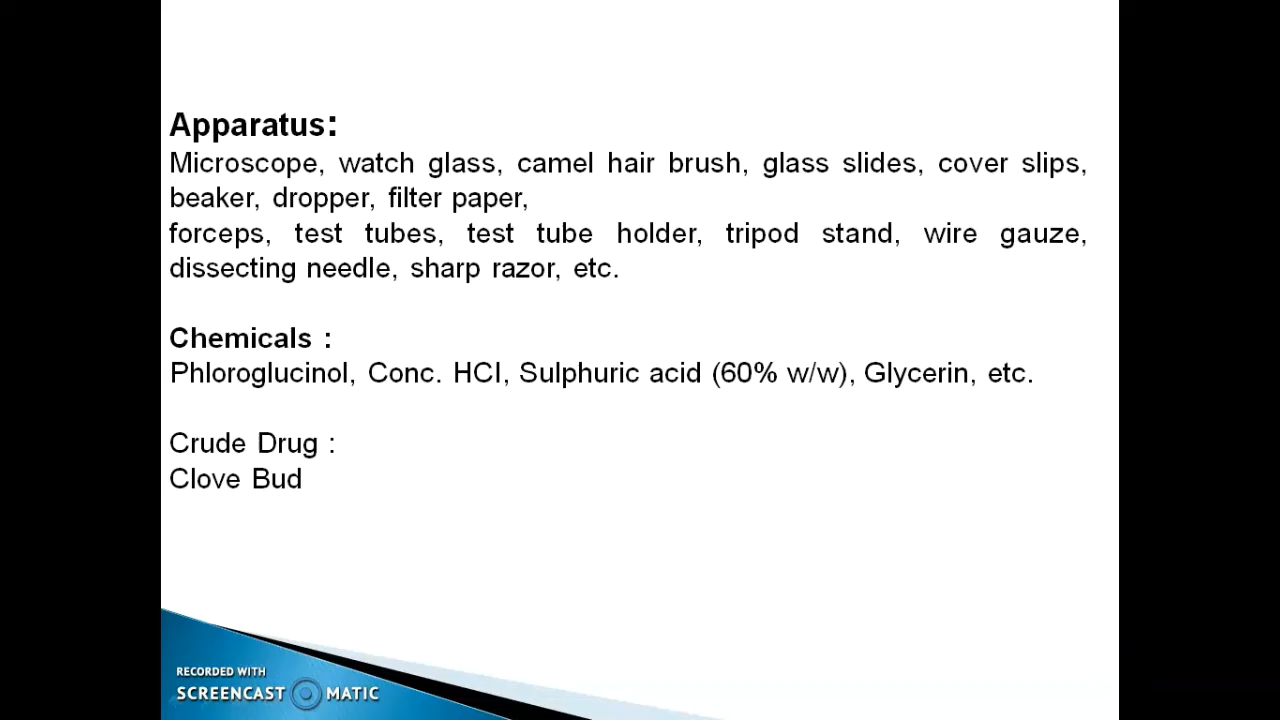 Apparatus:
Microscope, watch glass, camel hair brush, glass slides, cover slips,
beaker, dropper, filter paper,
forceps, test tubes, test tube holder, tripod stand, wire gauze,
dissecting needle, sharp razor, etc.
Chemicals :
Phloroglucinol, Conc. HCl, Sulphuric acid (60% w/w), Glycerin, etc.
Crude Drug :
Clove Bud
RECORDED WITH
SCREENCAST MATIC